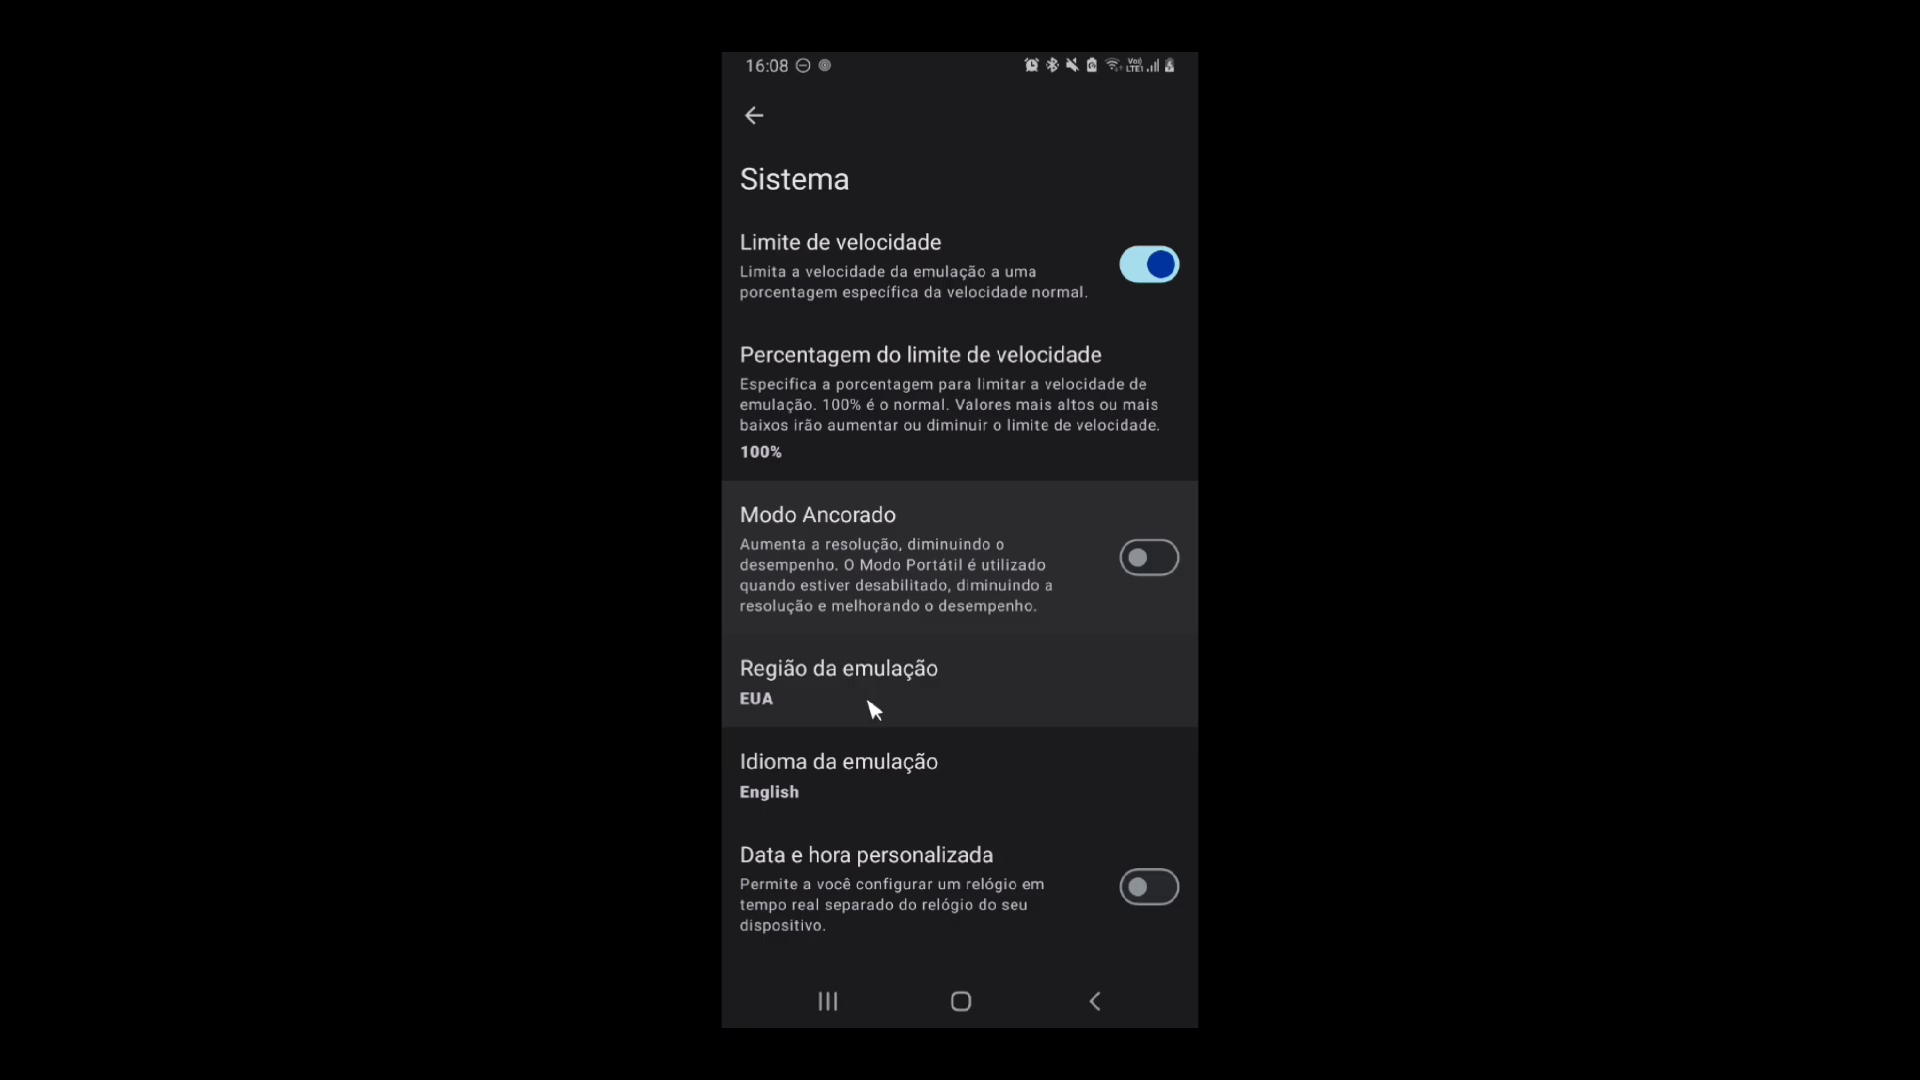 16:08
Sistema
Limite de velocidade
Limita a velocidade da emulação a uma
porcentagem específica da velocidade normal.
Percentagem do limite de velocidade
Especifica a porcentagem para limitar a velocidade de
emulação. 100% é o normal. Valores mais altos ou mais
baixos irão aumentar ou diminuir o limite de velocidade.
100%
Modo Ancorado
Aumenta a resolução, diminuindo o
desempenho. O Modo Portátil é utilizado
quando estiver desabilitado, diminuindo a
resolução e melhorando o desempenho.
Região da emulação
EUA
Idioma da emulação
English
Data e hora personalizada
Permite a você configurar um relógio em
tempo real separado do relógio do seu
dispositivo.